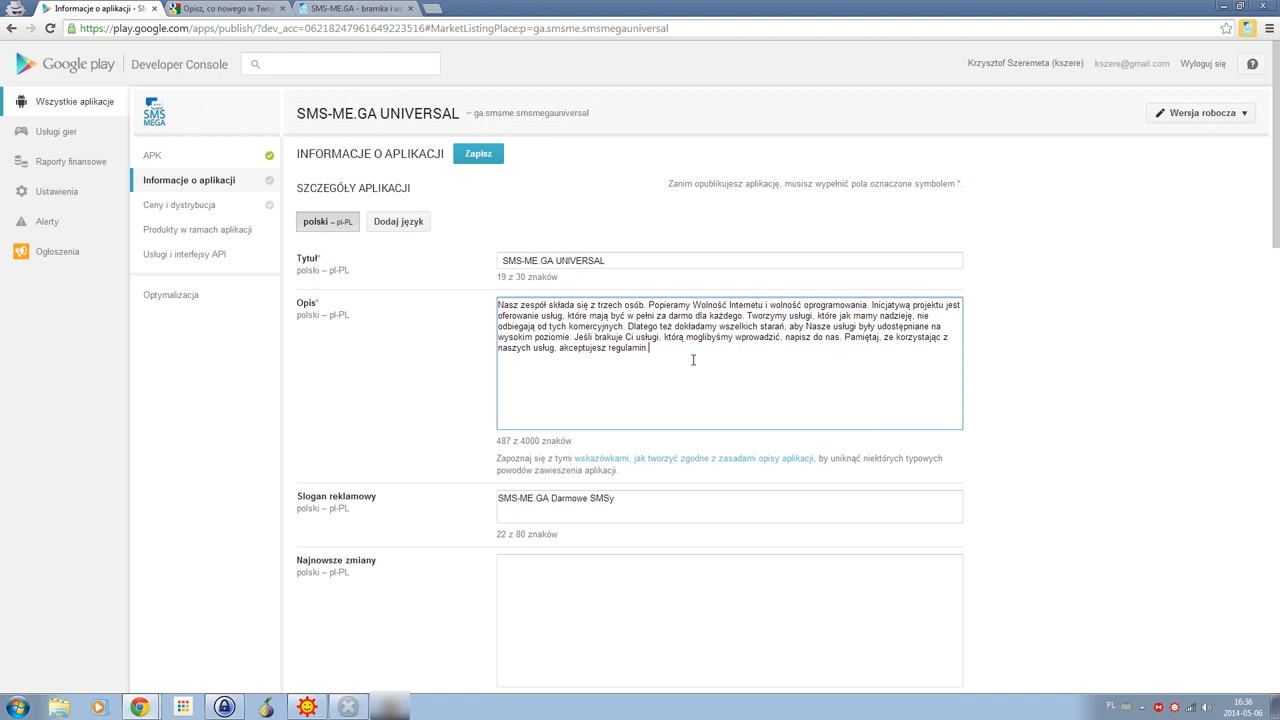 Informacje o aplikacji - S
Opisz, co nowego w Twoj
SMS-ME.GA - bramka i us
https://play.google.com/apps/publish/?dev_acc=06218247961649223516#MarketListingPlace:p=ga.smsme.smsmegauniversal
Google play
Developer Console
Krzysztof Szeremeta (kszere)
kszere@gmail.com
Wyloguj się
Wszystkie aplikacje
Usługi gier
Raporty finansowe
Ustawienia
Alerty
Ogłoszenia
SMS
MEGA
APK
Informacje o aplikacji
Ceny i dystrybucja
Produkty w ramach aplikacji
Usługi i interfejsy API
Optymalizacja
SMS-ME.GA UNIVERSAL – ga.smsme.smsmegauniversal
Wersja robocza
INFORMACJE O APLIKACJI
Zapisz
SZCZEGÓŁY APLIKACJI
Zanim opublikujesz aplikację, musisz wypełnić pola oznaczone symbolem *.
polski – pl-PL
Dodaj język
Tytuł*
polski – pl-PL
SMS-ME.GA UNIVERSAL
19 z 30 znaków
Opis*
polski – pl-PL
Nasz zespół składa się z trzech osób. Popieramy Wolność Internetu i wolność oprogramowania. Inicjatywą projektu jest
oferowanie usług, które mają być w pełni za darmo dla każdego. Tworzymy usługi, które jak mamy nadzieję, nie
odbiegają od tych komercyjnych. Dlatego też dokładamy wszelkich starań, aby Nasze usługi były udostępniane na
wysokim poziomie. Jeśli brakuje Ci usługi, którą moglibyśmy wprowadzić, napisz do nas. Pamiętaj, że korzystając z
naszych usług, akceptujesz regulamin.
487 z 4000 znaków
Zapoznaj się z tymi wskazówkami, jak tworzyć zgodne z zasadami opisy aplikacji, by uniknąć niektórych typowych
powodów zawieszenia aplikacji.
Slogan reklamowy
polski – pl-PL
SMS-ME.GA Darmowe SMSy
22 z 80 znaków
Najnowsze zmiany
polski – pl-PL
PL
16:36
2014-05-06